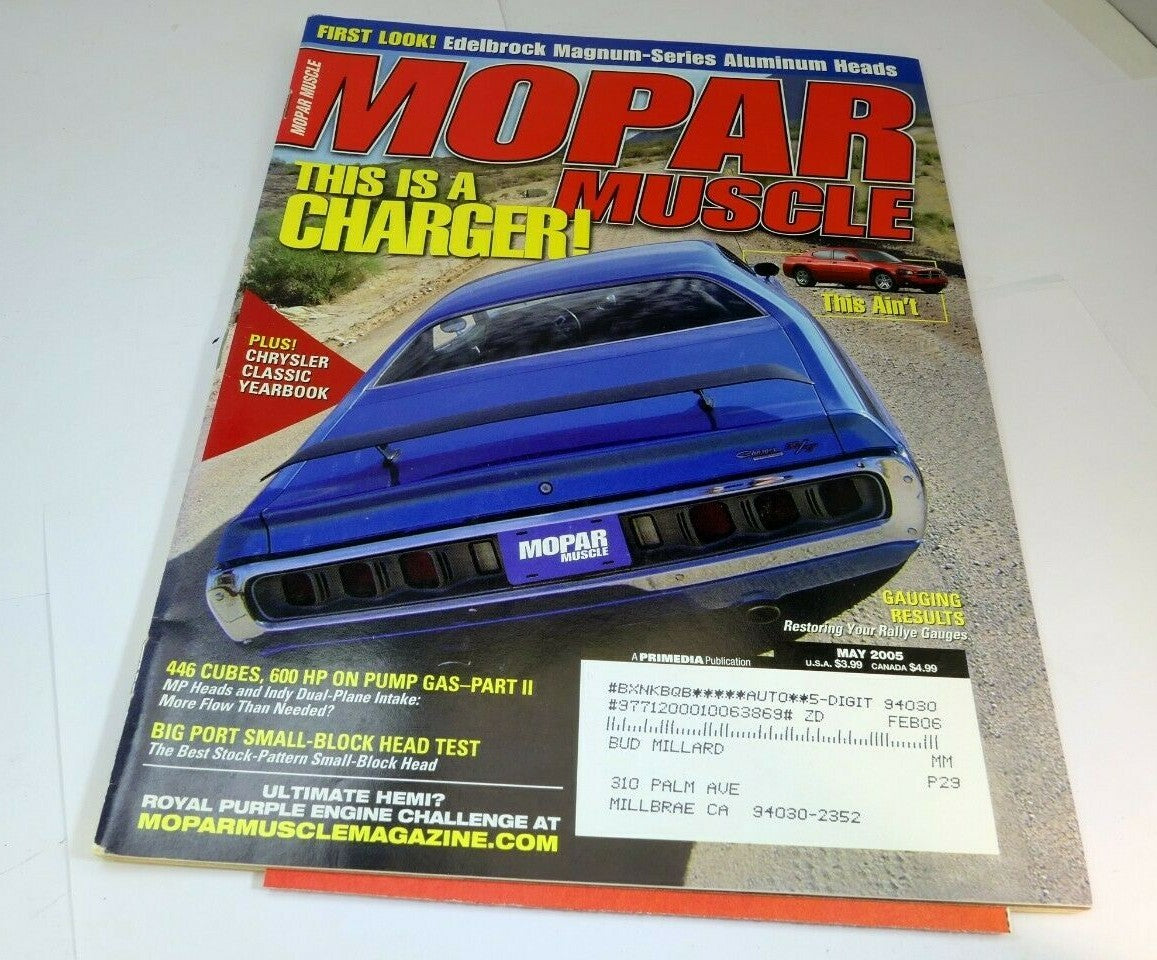 FIRST LOOK! Edelbrock Magnum-Series Aluminum Heads
MOPAR MUSCLE
MOPAR
MUSCLE
THIS IS A
CHARGER!
This Ain't
PLUS!
CHRYSLER
CLASSIC
YEARBOOK
MOPAR
MUSCLE
GAUGING
RESULTS
Restoring Your Rallye Gauges
A PRIMEDIA Publication
MAY 2005
U.S.A. $3.99 CANADA $4.99
446 CUBES, 600 HP ON PUMP GAS–PART II
MP Heads and Indy Dual-Plane Intake:
More Flow Than Needed?
BIG PORT SMALL-BLOCK HEAD TEST
The Best Stock-Pattern Small-Block Head
ULTIMATE HEMI?
ROYAL PURPLE ENGINE CHALLENGE AT
MOPARMUSCLEMAGAZINE.COM
#BXNKBQB*****AUTO**5-DIGIT 94030
#9771200010063869# ZD FEB06
BUD MILLARD
MM
310 PALM AVE P29
MILLBRAE CA 94030-2352